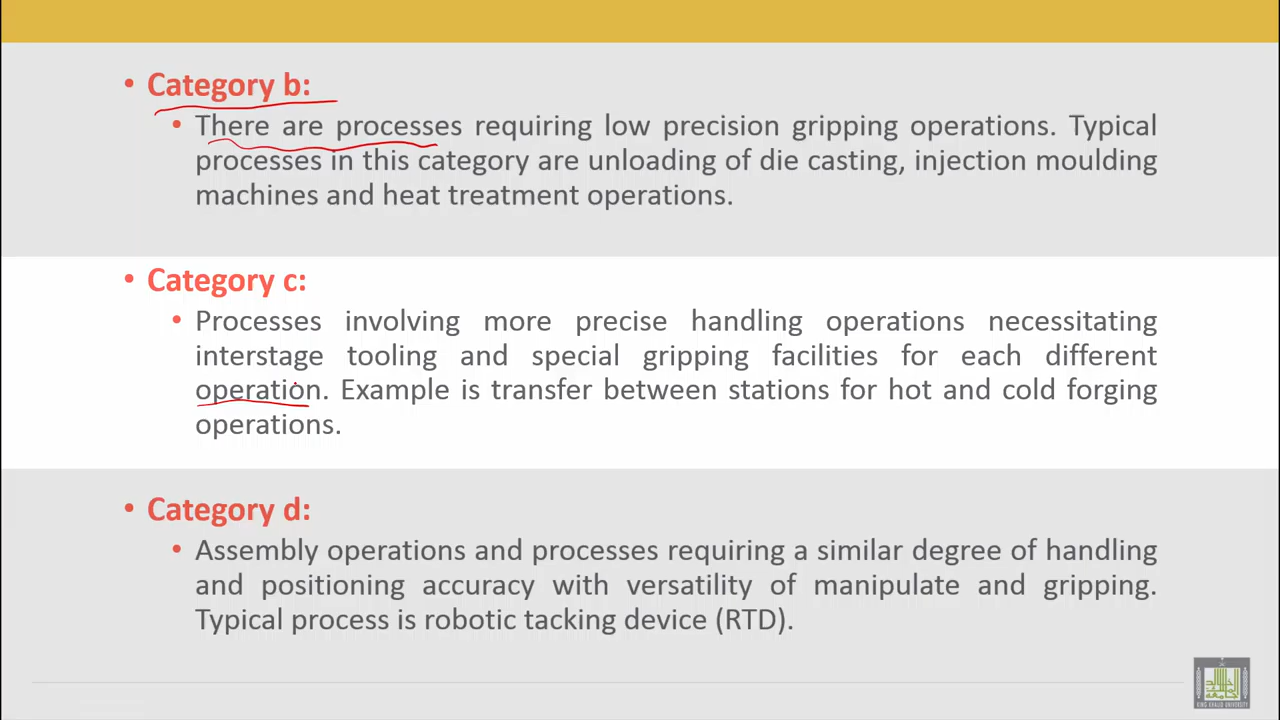 • Category b:
• There are processes requiring low precision gripping operations. Typical
processes in this category are unloading of die casting, injection moulding
machines and heat treatment operations.
• Category c:
• Processes involving more precise handling operations necessitating
interstage tooling and special gripping facilities for each different
operation. Example is transfer between stations for hot and cold forging
operations.
• Category d:
• Assembly operations and processes requiring a similar degree of handling
and positioning accuracy with versatility of manipulate and gripping.
Typical process is robotic tacking device (RTD).
KING KHALID UNIVERSITY